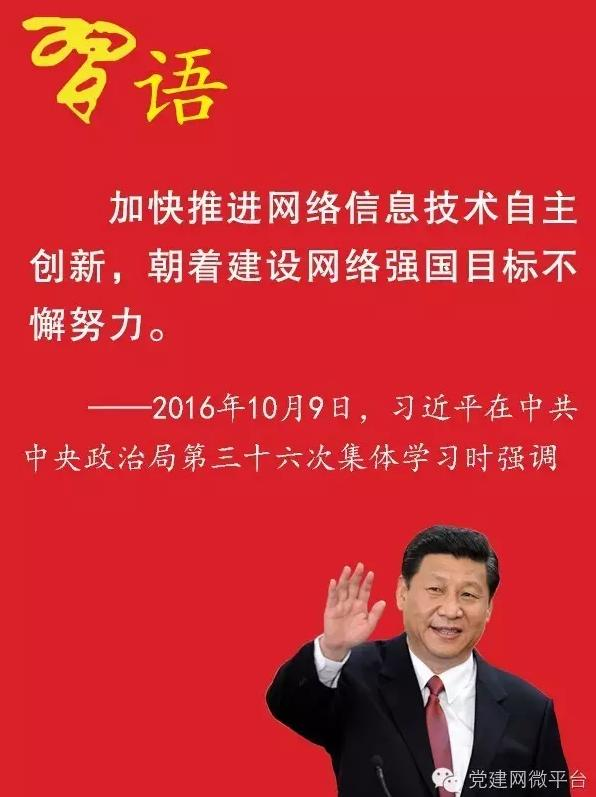 習语
加快推进网络信息技术自主
创新，朝着建设网络强国目标不
懈努力。
——2016年10月9日，习近平在中共
中央政治局第三十六次集体学习时强调
党建网微平台